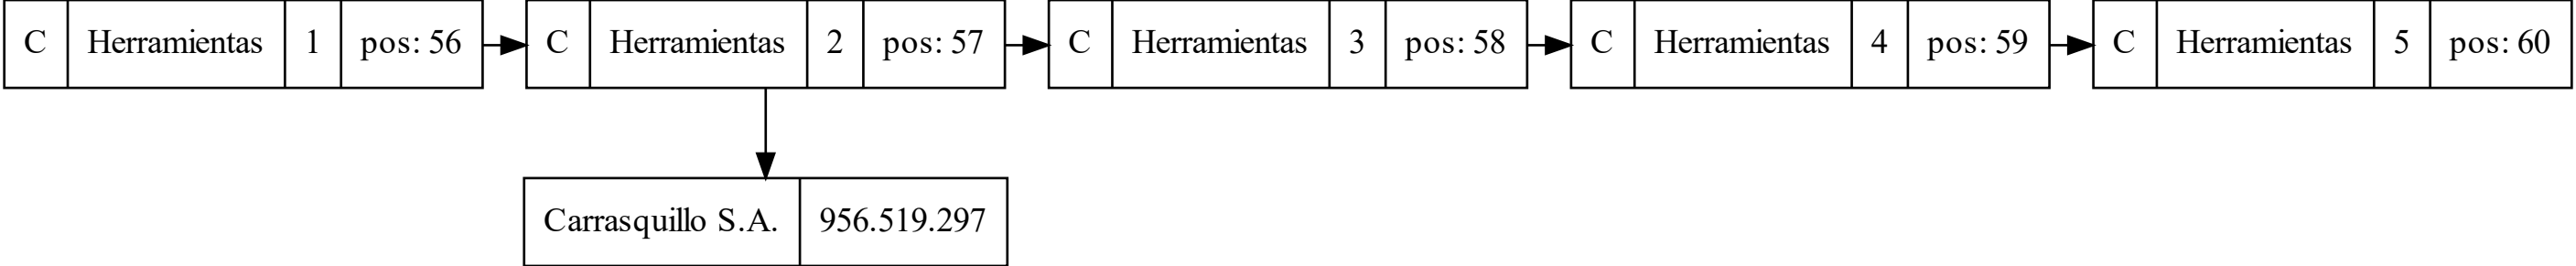 C Herramientas 1 pos: 56 C Herramientas 2 pos: 57 C Herramientas 3 pos: 58 C Herramientas 4 pos: 59 C Herramientas 5 pos: 60
Carrasquillo S.A. 956.519.297